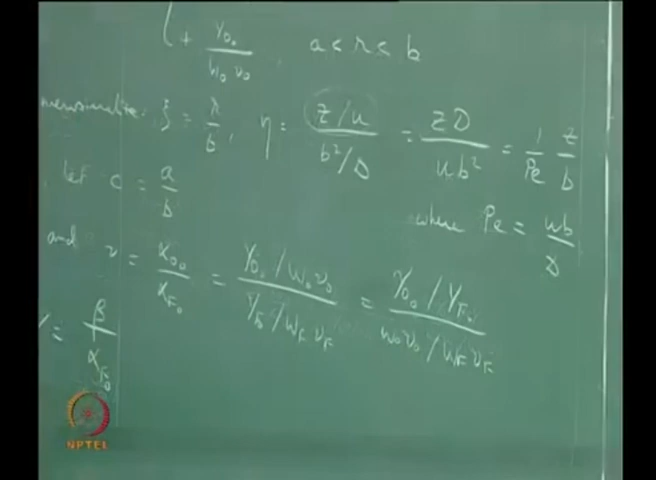 + Y_O₀ / W_O ν_O , a < r < b
ξ = r/b , η = (z/u)/(b²/D) = zD/ub² = 1/Pe z/b
let c = a/b where Pe = ub/D
and ν = α_O₀/α_F₀ = (Y_O₀/W_O ν_O)/(Y_F₀/W_F ν_F) = (Y_O₀/Y_F₀)/(W_O ν_O/W_F ν_F)
= β/α_F₀
NPTEL